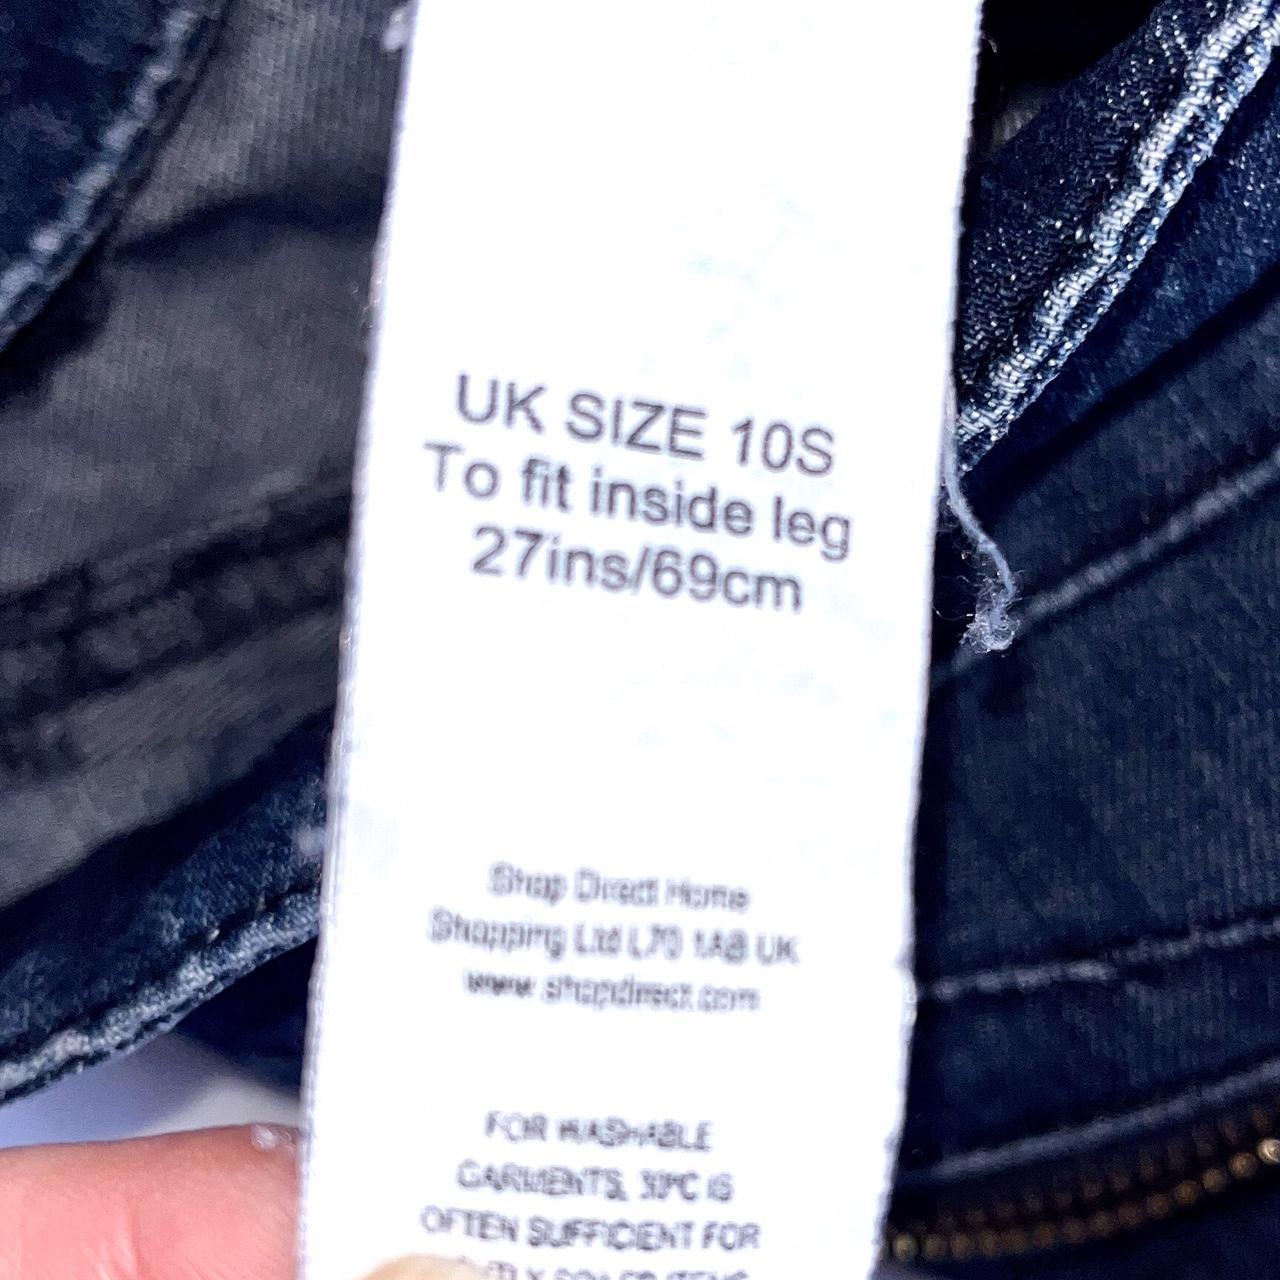 UK SIZE 10S
To fit inside leg
27ins/69cm
Shop Direct Home
Shopping Ltd L70 1AB UK
www.shopdirect.com
FOR WASHABLE
GARMENTS, 30°C IS
OFTEN SUFFICIENT FOR